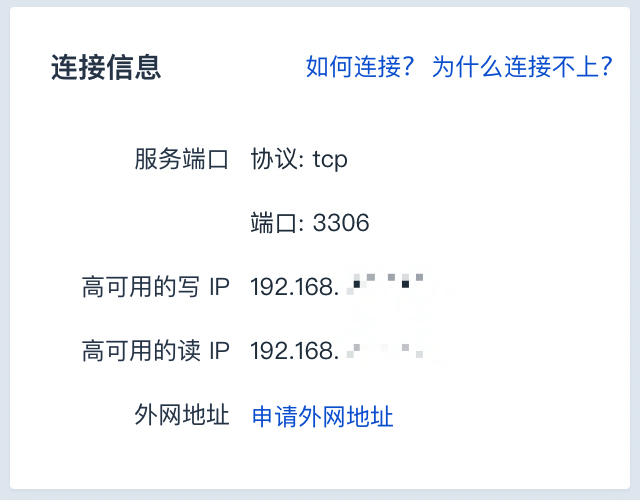 连接信息 如何连接？ 为什么连接不上？
服务端口 协议: tcp
端口: 3306
高可用的写 IP 192.168.
高可用的读 IP 192.168.
外网地址 申请外网地址